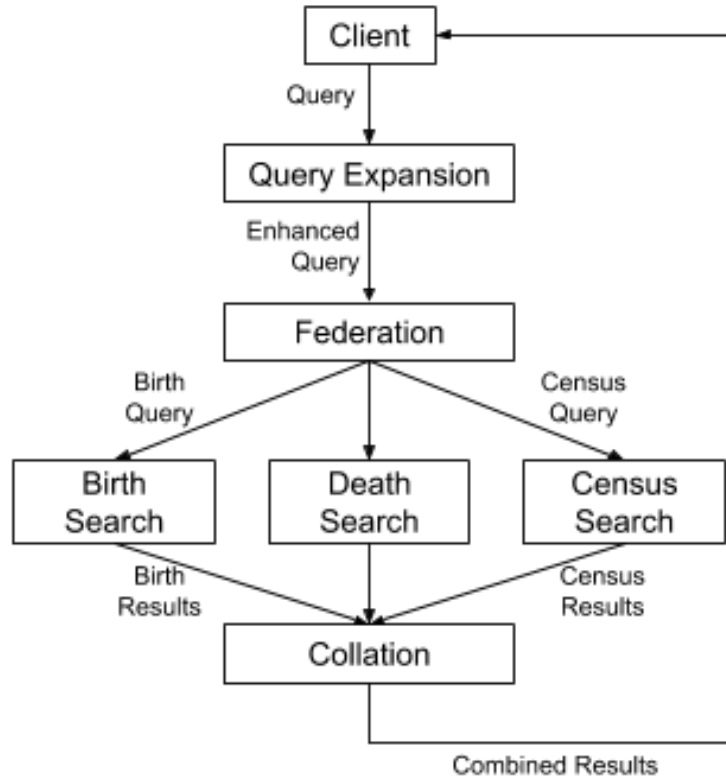 Client
Query
Query Expansion
Enhanced
Query
Federation
Birth
Query
Census
Query
Birth
Search
Death
Search
Census
Search
Birth
Results
Census
Results
Collation
Combined Results